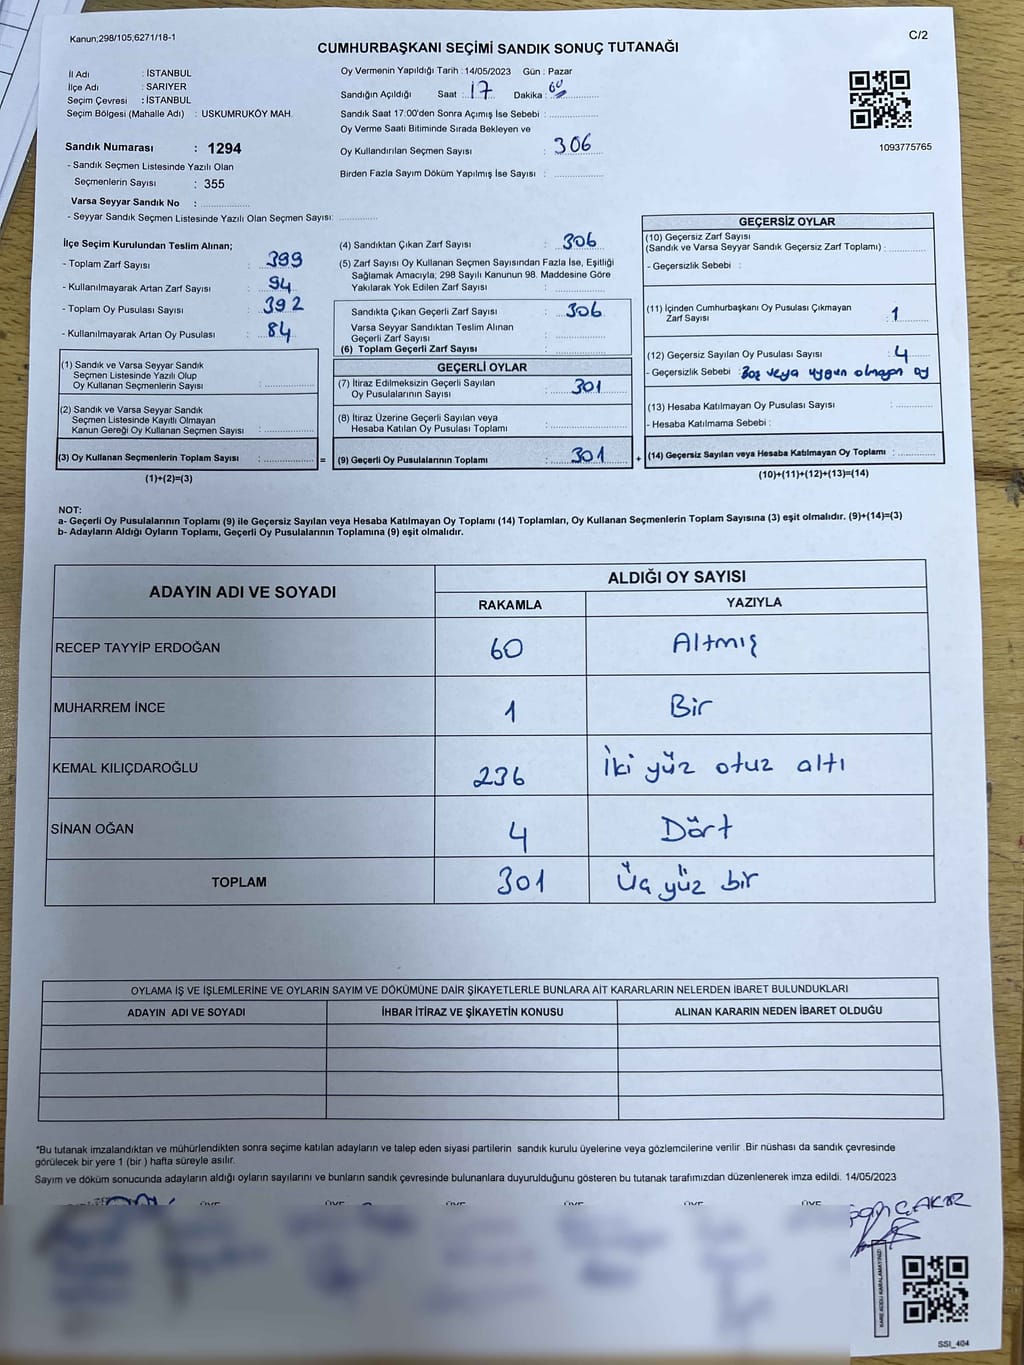 Kanun;298/105,6271/18-1
C/2
CUMHURBAŞKANI SEÇİMİ SANDIK SONUÇ TUTANAĞI
İl Adı : İSTANBUL
İlçe Adı : SARIYER
Seçim Çevresi : İSTANBUL
Seçim Bölgesi (Mahalle Adı) : USKUMRUKÖY MAH.
Oy Vermenin Yapıldığı Tarih :14/05/2023 Gün : Pazar
Sandığın Açıldığı Saat : 17 Dakika :
Sandık Saat 17:00'den Sonra Açımış İse Sebebi :
Oy Verme Saati Bitiminde Sırada Bekleyen ve
Oy Kullandırılan Seçmen Sayısı : 306
Birden Fazla Sayım Döküm Yapılmış İse Sayısı :
1093775765
Sandık Numarası : 1294
- Sandık Seçmen Listesinde Yazılı Olan
Seçmenlerin Sayısı : 355
Varsa Seyyar Sandık No :
- Seyyar Sandık Seçmen Listesinde Yazılı Olan Seçmen Sayısı:
İlçe Seçim Kurulundan Teslim Alınan;
- Toplam Zarf Sayısı : 399
- Kullanılmayarak Artan Zarf Sayısı : 94
- Toplam Oy Pusulası Sayısı : 392
- Kullanılmayarak Artan Oy Pusulası : 84
(1) Sandık ve Varsa Seyyar Sandık
Seçmen Listesinde Yazılı Olup
Oy Kullanan Seçmenlerin Sayısı :
(2) Sandık ve Varsa Seyyar Sandık
Seçmen Listesinde Kayıtlı Olmayan
Kanun Gereği Oy Kullanan Seçmen Sayısı :
(3) Oy Kullanan Seçmenlerin Toplam Sayısı :
=
(1)+(2)=(3)
(4) Sandıktan Çıkan Zarf Sayısı : 306
(5) Zarf Sayısı Oy Kullanan Seçmen Sayısından Fazla İse, Eşitliği
Sağlamak Amacıyla; 298 Sayılı Kanunun 98. Maddesine Göre
Yakılarak Yok Edilen Zarf Sayısı :
Sandıkta Çıkan Geçerli Zarf Sayısı : 306
Varsa Seyyar Sandıktan Teslim Alınan
Geçerli Zarf Sayısı :
(6) Toplam Geçerli Zarf Sayısı :
GEÇERLİ OYLAR
(7) İtiraz Edilmeksizin Geçerli Sayılan
Oy Pusulalarının Sayısı : 301
(8) İtiraz Üzerine Geçerli Sayılan veya
Hesaba Katılan Oy Pusulası Toplamı :
(9) Geçerli Oy Pusulalarının Toplamı : 301
+
GEÇERSİZ OYLAR
(10) Geçersiz Zarf Sayısı
(Sandık ve Varsa Seyyar Sandık Geçersiz Zarf Toplamı) :
- Geçersizlik Sebebi :
(11) İçinden Cumhurbaşkanı Oy Pusulası Çıkmayan
Zarf Sayısı : 1
(12) Geçersiz Sayılan Oy Pusulası Sayısı : 4
- Geçersizlik Sebebi : Boş veya uygun olmayan oy
(13) Hesaba Katılmayan Oy Pusulası Sayısı :
- Hesaba Katılmama Sebebi :
(14) Geçersiz Sayılan veya Hesaba Katılmayan Oy Toplamı :
(10)+(11)+(12)+(13)=(14)
NOT:
a- Geçerli Oy Pusulalarının Toplamı (9) ile Geçersiz Sayılan veya Hesaba Katılmayan Oy Toplamı (14) Toplamları, Oy Kullanan Seçmenlerin Toplam Sayısına (3) eşit olmalıdır. (9)+(14)=(3)
b- Adayların Aldığı Oyların Toplamı, Geçerli Oy Pusulalarının Toplamına (9) eşit olmalıdır.
ADAYIN ADI VE SOYADI
ALDIĞI OY SAYISI
RAKAMLA YAZIYLA
RECEP TAYYİP ERDOĞAN 60 Altmış
MUHARREM İNCE 1 Bir
KEMAL KILIÇDAROĞLU 236 İki yüz otuz altı
SİNAN OĞAN 4 Dört
TOPLAM 301 Üç yüz bir
OYLAMA İŞ VE İŞLEMLERİNE VE OYLARIN SAYIM VE DÖKÜMÜNE DAİR ŞİKAYETLERLE BUNLARA AİT KARARLARIN NELERDEN İBARET BULUNDUKLARI
ADAYIN ADI VE SOYADI İHBAR İTİRAZ VE ŞİKAYETİN KONUSU ALINAN KARARIN NEDEN İBARET OLDUĞU
*Bu tutanak imzalandıktan ve mühürlendikten sonra seçime katılan adayların ve talep eden siyasi partilerin sandık kurulu üyelerine veya gözlemcilerine verilir .Bir nüshası da sandık çevresinde
görülecek bir yere 1 (bir ) hafta süreyle asılır.
Sayım ve döküm sonucunda adayların aldığı oyların sayılarını ve bunların sandık çevresinde bulunanlara duyurulduğunu gösteren bu tutanak tarafımızdan düzenlenerek imza edildi. 14/05/2023
ÜYE ÜYE ÜYE ÜYE ÜYE ÜYE
ÇAKIR
KARE KODU KARALAMAYINIZ!
SSI_404